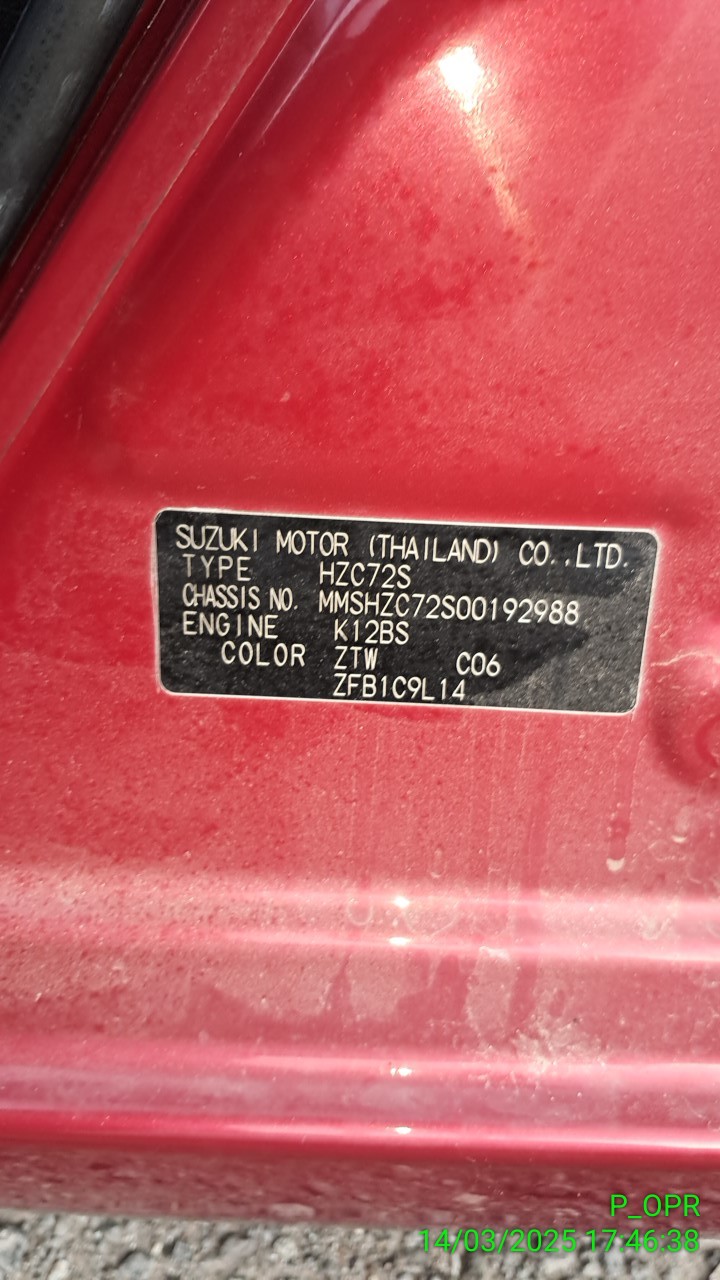 SUZUKI MOTOR (THAILAND) CO.,LTD.
TYPE HZC72S
CHASSIS NO. MMSHZC72S00192988
ENGINE K12BS
COLOR ZTW C06
ZFB1C9L14
P_OPR
14/03/2025 17:46:38